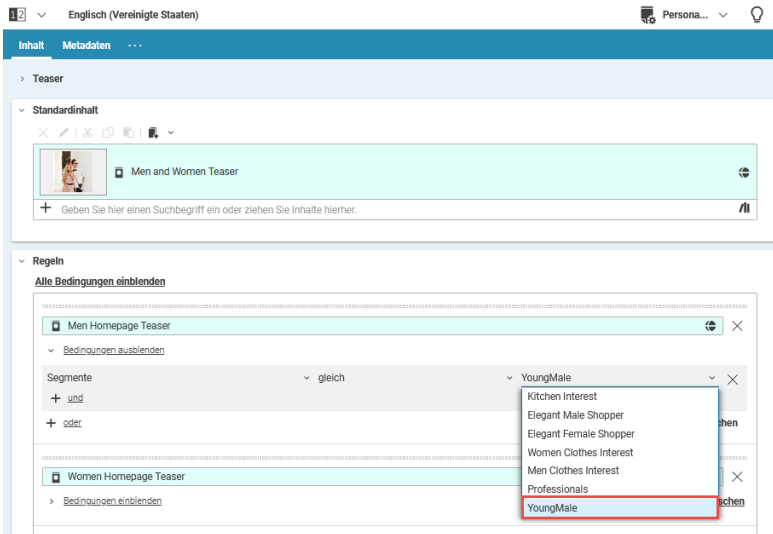 12 Englisch (Vereinigte Staaten) Persona...
Inhalt Metadaten ...
Teaser
Standardinhalt
Men and Women Teaser
Geben Sie hier einen Suchbegriff ein oder ziehen Sie Inhalte hierher.
Regeln
Alle Bedingungen einblenden
Men Homepage Teaser
Bedingungen ausblenden
Segmente gleich YoungMale
und
Kitchen Interest
Elegant Male Shopper
oder
chen
Elegant Female Shopper
Women Clothes Interest
Men Clothes Interest
Women Homepage Teaser
Professionals
Bedingungen einblenden
schen
YoungMale